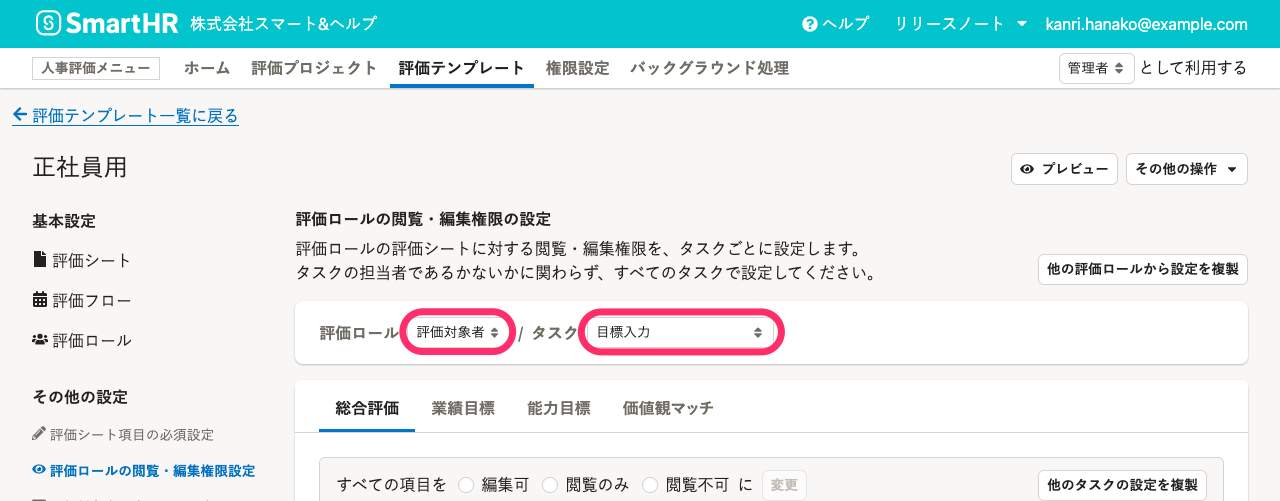 SmartHR 株式会社スマート&ヘルプ ヘルプ リリースノート kanri.hanako@example.com
人事評価メニュー ホーム 評価プロジェクト 評価テンプレート 権限設定 バックグラウンド処理 管理者 として利用する
評価テンプレート一覧に戻る
正社員用
プレビュー その他の操作
基本設定
評価シート
評価フロー
評価ロール
その他の設定
評価シート項目の必須設定
評価ロールの閲覧・編集権限設定
評価ロールの閲覧・編集権限の設定
評価ロールの評価シートに対する閲覧・編集権限を、タスクごとに設定します。
タスクの担当者であるかないかに関わらず、すべてのタスクで設定してください。
他の評価ロールから設定を複製
評価ロール 評価対象者 / タスク 目標入力
総合評価 業績目標 能力目標 価値観マッチ
すべての項目を 編集可 閲覧のみ 閲覧不可 に 変更 他のタスクの設定を複製